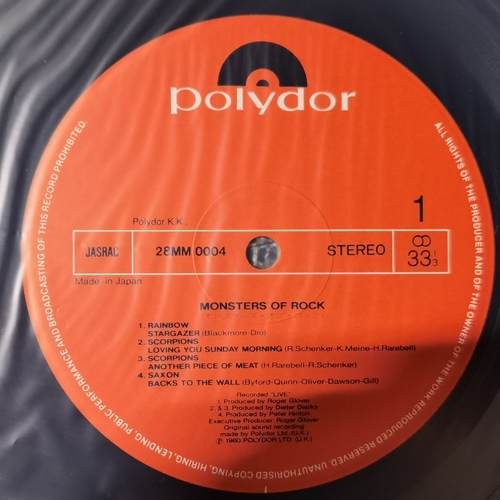 polydor
Polydor K.K.
1
JASRAC 28MM 0004 STEREO 33 1/3
Made in Japan
MONSTERS OF ROCK
1. RAINBOW
STARGAZER (Blackmore-Dio)
2. SCORPIONS
LOVING YOU SUNDAY MORNING (R.Schenker-K.Meine-H.Rarebell)
3. SCORPIONS
ANOTHER PIECE OF MEAT (H.Rarebell-R.Schenker)
4. SAXON
BACKS TO THE WALL (Byford-Quinn-Oliver-Dawson-Gill)
Recorded "LIVE"
1. Produced by Roger Glover
2. & 3. Produced by Dieter Dierks
4. Produced by Peter Hinton
Executive Producer: Roger Glover
Original sound recording
made by Polydor Ltd. (U.K.)
Ⓟ 1980 POLYDOR LTD. (U.K.)
ALL RIGHTS OF THE PRODUCER AND OF THE OWNER OF THE WORK REPRODUCED RESERVED. UNAUTHORISED COPYING, HIRING, LENDING, PUBLIC PERFORMANCE AND BROADCASTING OF THIS RECORD PROHIBITED.